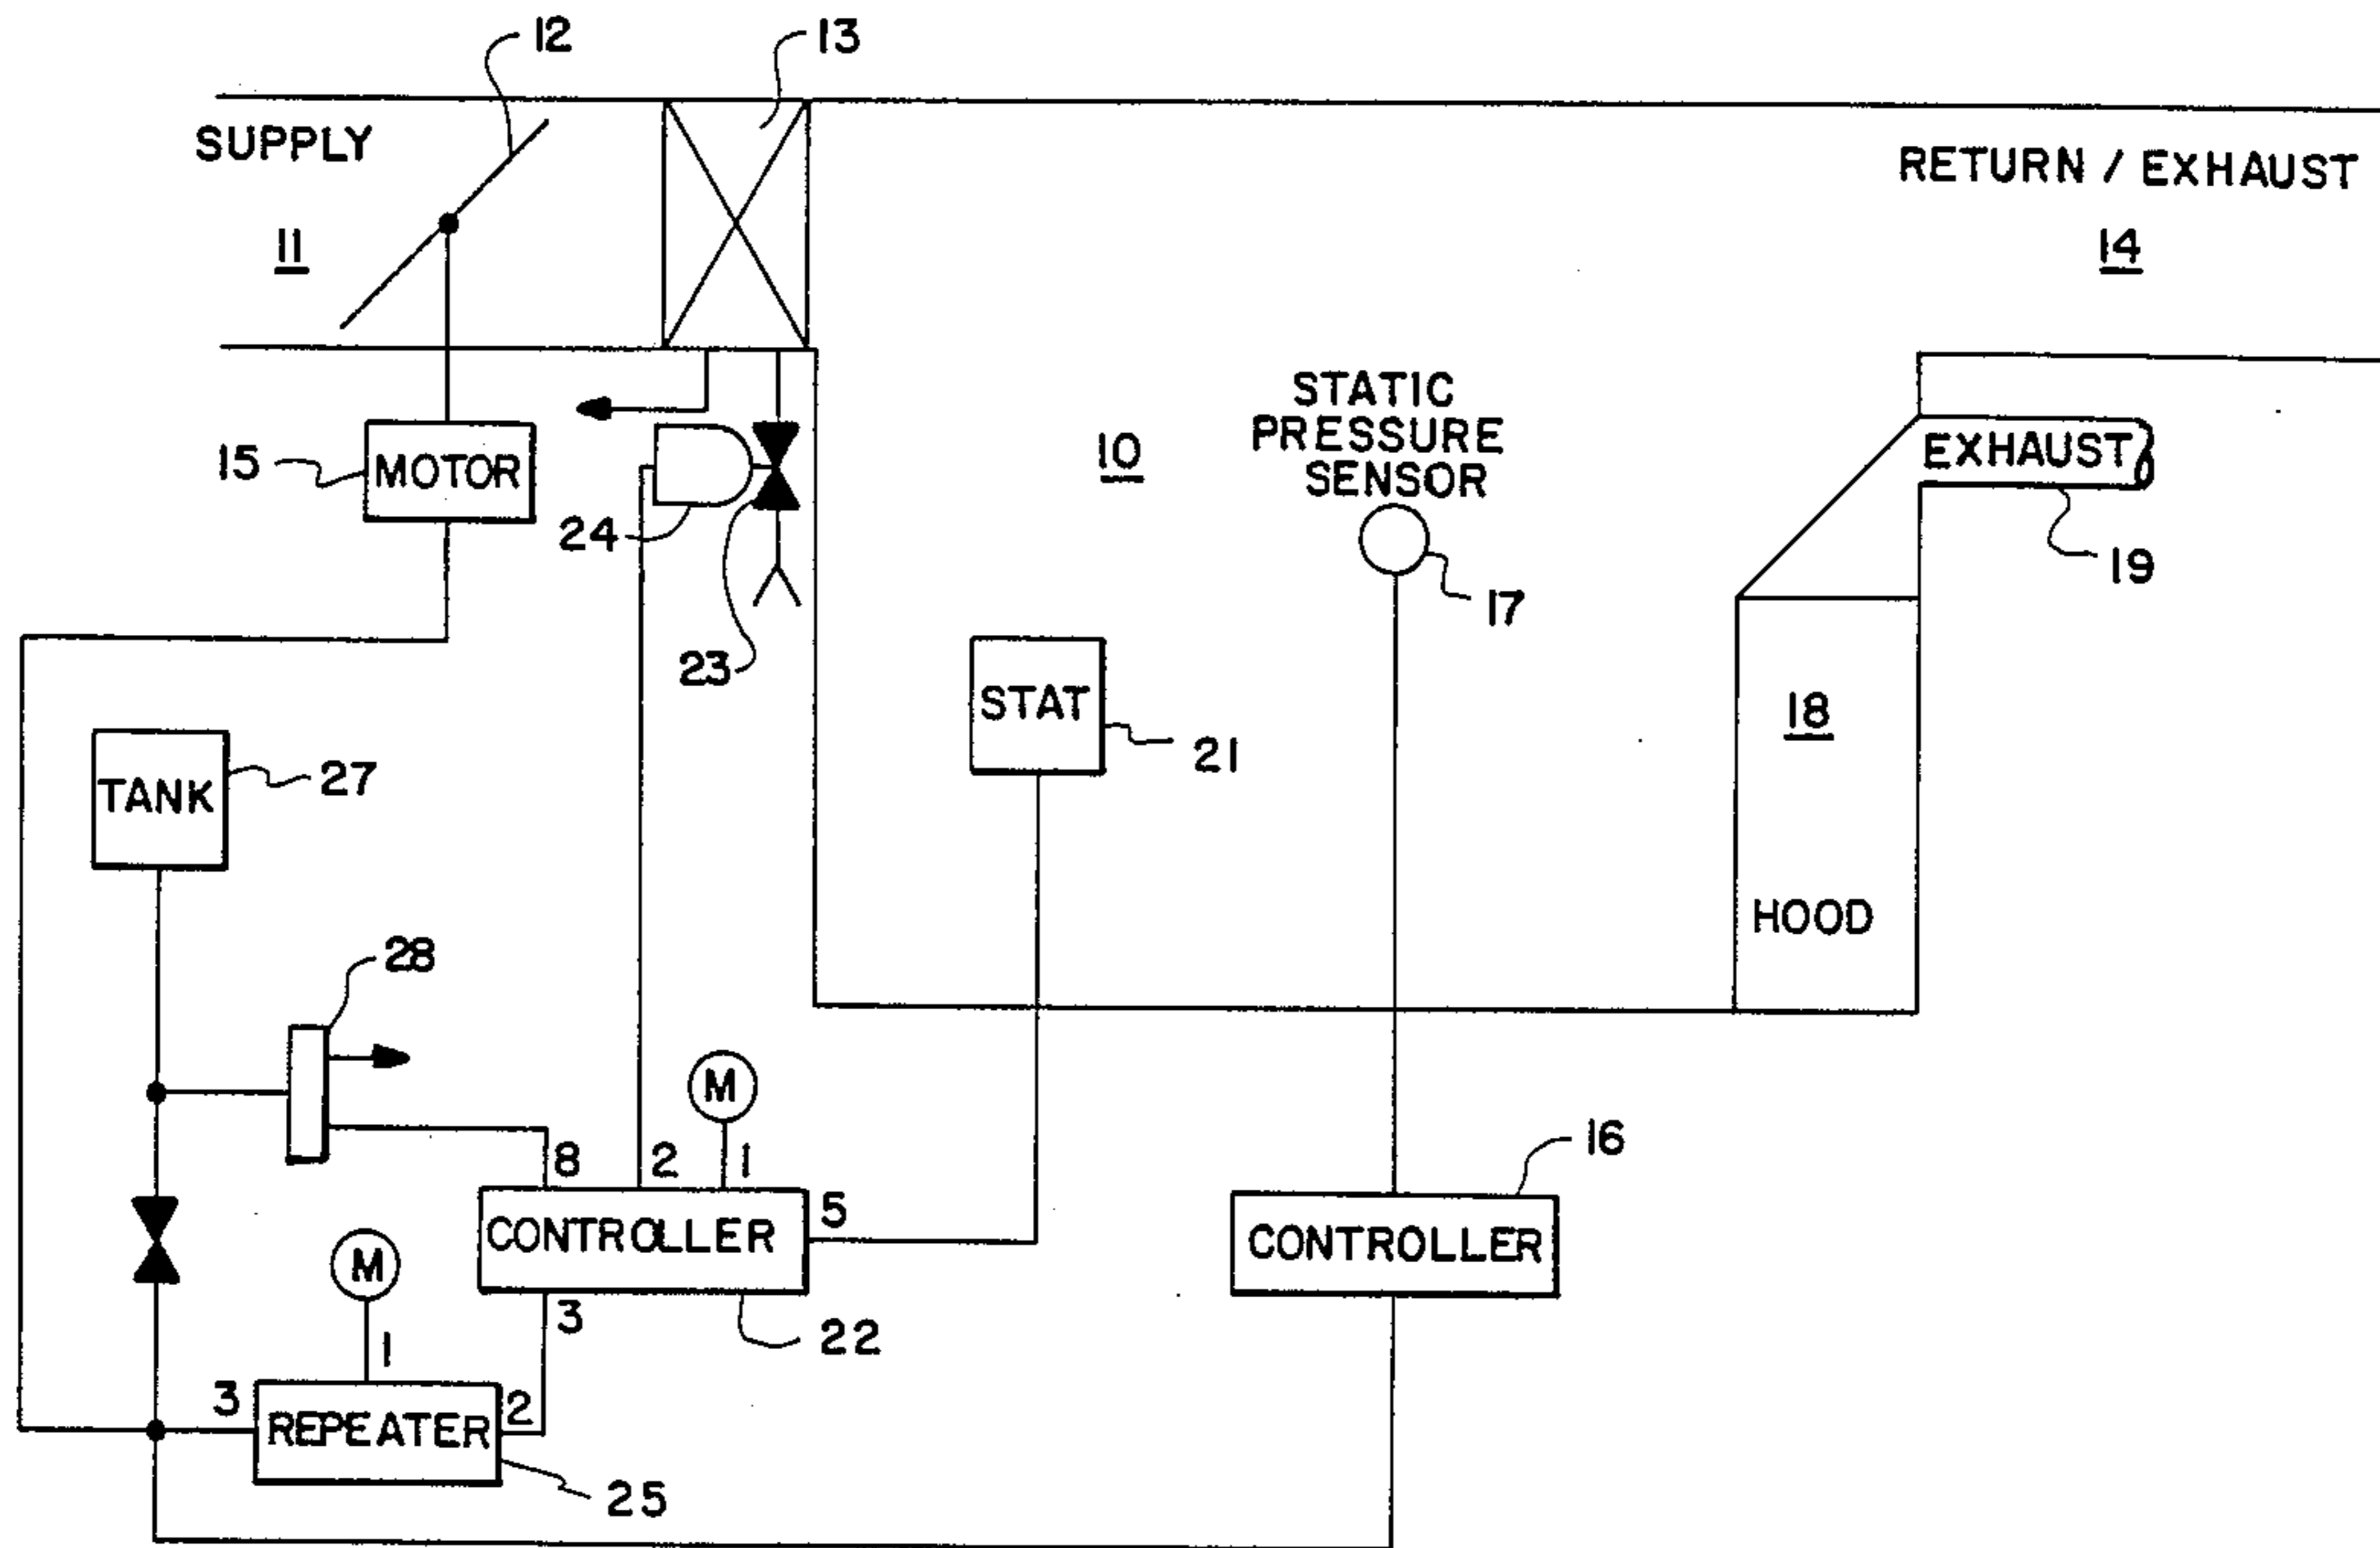 12
13
SUPPLY
RETURN / EXHAUST
11
14
STATIC
PRESSURE
SENSOR
10
EXHAUST
15
MOTOR
24
19
17
23
STAT
18
21
TANK
27
HOOD
28
M
16
8
2
1
5
CONTROLLER
CONTROLLER
M
3
22
1
3
REPEATER
2
25